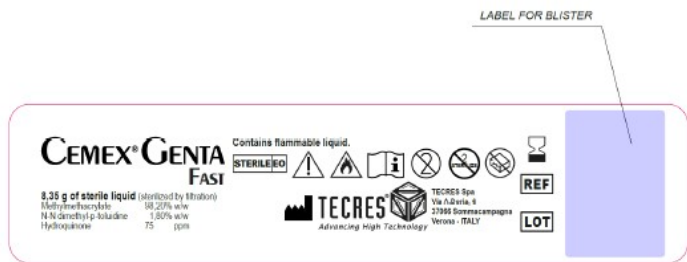 LABEL FOR BLISTER
CEMEX® GENTA
FAST
8,35 g of sterile liquid (sterilized by filtration)
Methylmethacrylate 98,20% w/w
N-N dimethyl-p-toluidine 1,80% w/w
Hydroquinone 75 ppm
Contains flammable liquid.
STERILE EO
TECRES®
Advancing High Technology
TECRES Spa
Via A.Doria, 6
37066 Sommacampagna
Verona - ITALY
REF
LOT